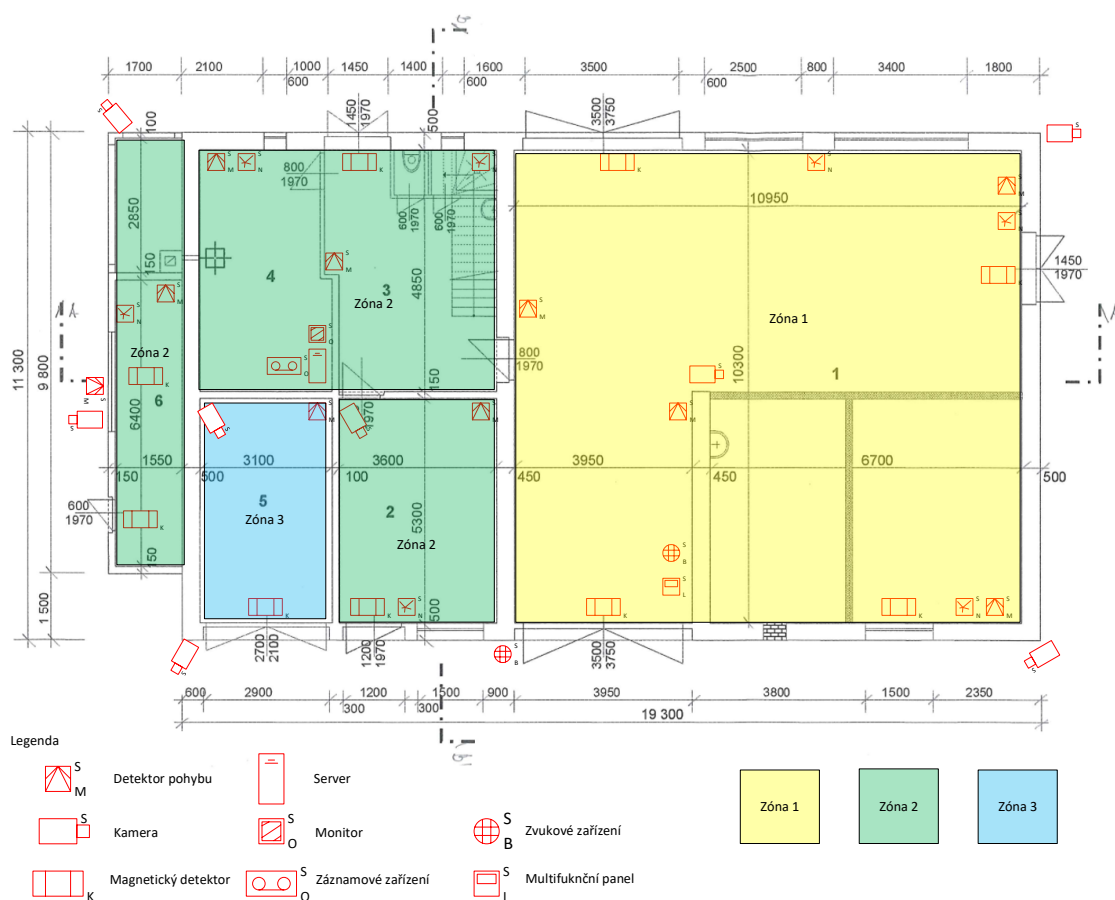 1700 2100 1000 1450 1400 1600 3500 2500 800 3400 1800
600 600 600
100
1450
1970
500
3500
3750
S
S
S M
S N
K
800
1970
S N
K
S N
S M
2850
600
1970
600
1970
10950
S N
150
4
S M
3
4850
Zóna 2
Zóna 1
K
1450
1970
S M
S N
S M
11 300
9 800
Zóna 2
S O
S O
800
1970
10300
1
S
K
6
S M
6400
150
1970
S
S
S M
S
S M
S M
1550
150
500
3100
3600
100
3950
450
450
6700
500
5
Zóna 3
2
5300
Zóna 2
600
1970
K
S B
S L
150
1 500
K
K
S N
500
K
K
S N
S M
2700
2100
1200
1970
3500
3750
S
S B
S
600 2900 1200 1500 900 3950 3800 1500 2350
300 300
19 300
Legenda
S M Detektor pohybu
Server
S Kamera
S O Monitor
S B Zvukové zařízení
K Magnetický detektor
S O Záznamové zařízení
S L Multifuknční panel
Zóna 1 Zóna 2 Zóna 3